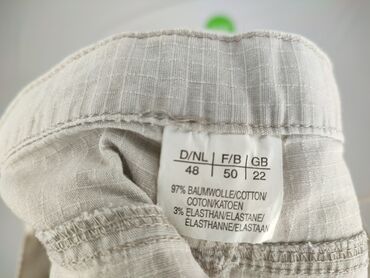 D/NL | F/B | GB
48 | 50 | 22
97% BAUMWOLLE/COTTON/
COTON/KATOEN
3% ELASTHAN/ELASTANE/
ELASTHANNE/ELASTAAN